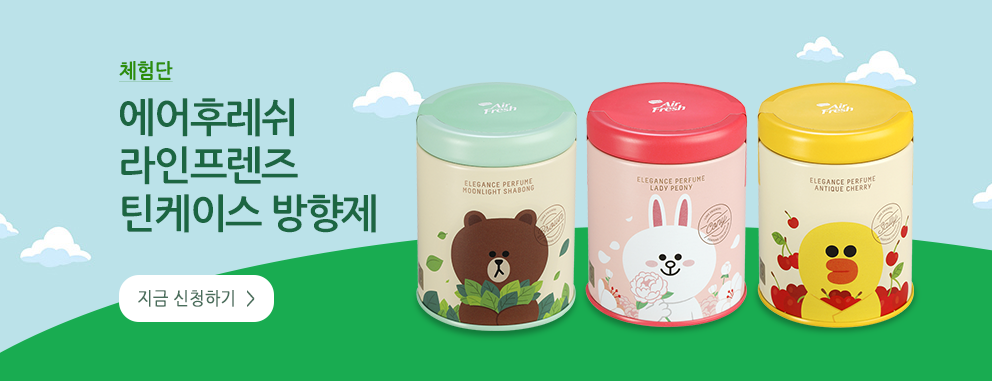 체험단
에어후레쉬
라인프렌즈
틴케이스 방향제
지금 신청하기 >
Air
Fresh
ELEGANCE PERFUME
MOONLIGHT SHABONG
Air
Fresh
ELEGANCE PERFUME
LADY PEONY
Air
Fresh
ELEGANCE PERFUME
ANTIQUE CHERRY